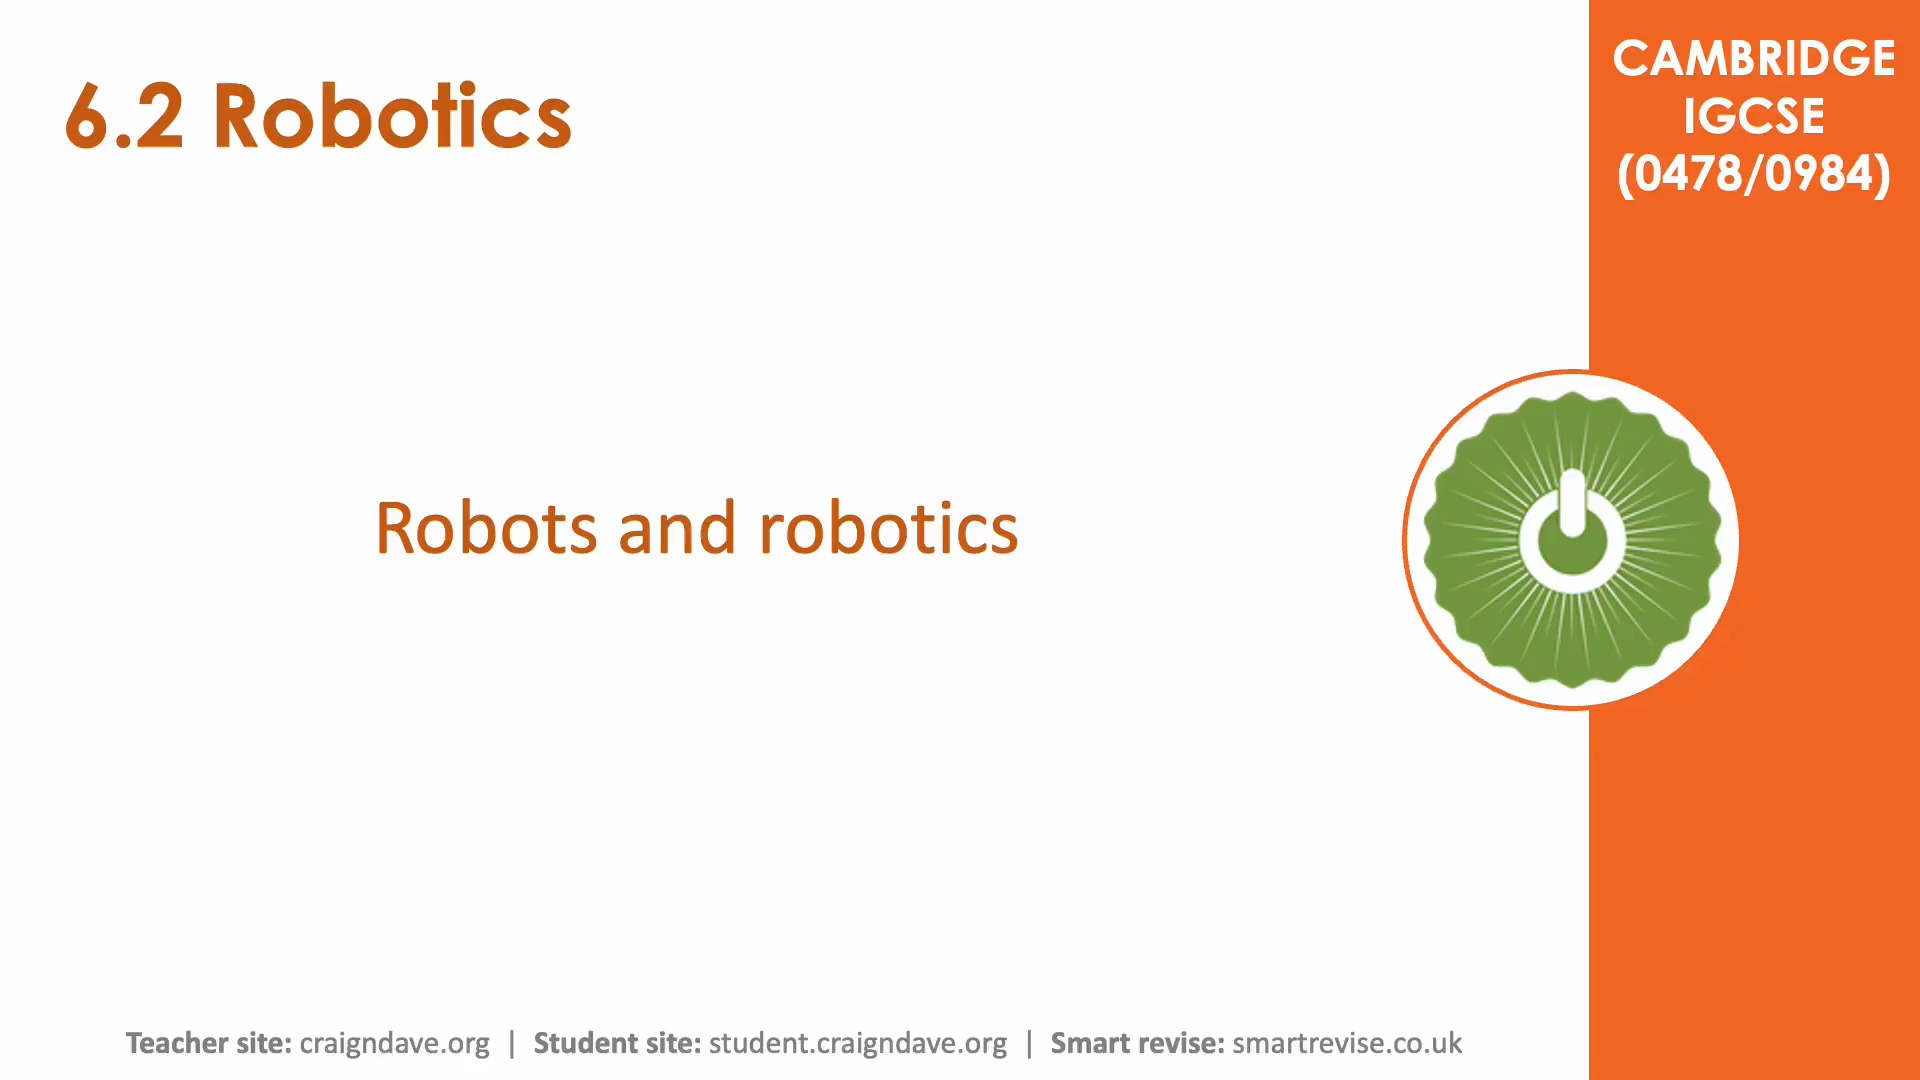 6.2 Robotics
CAMBRIDGE
IGCSE
(0478/0984)
Robots and robotics
Teacher site: craigndave.org | Student site: student.craigndave.org | Smart revise: smartrevise.co.uk